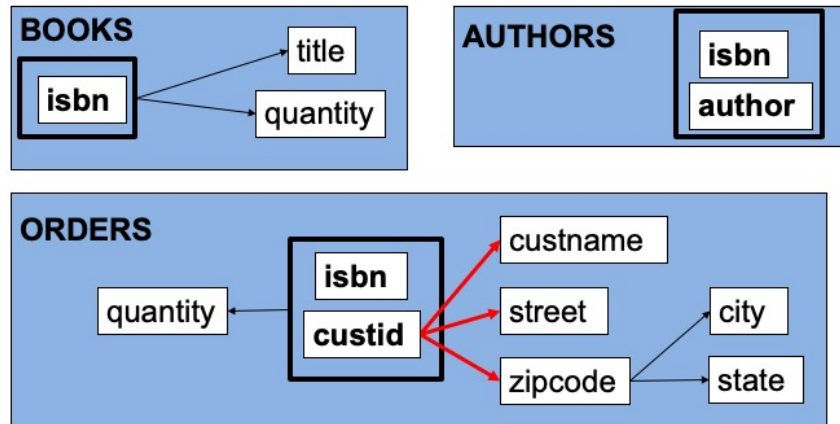 BOOKS
isbn
title
quantity
AUTHORS
isbn
author
ORDERS
quantity
isbn
custid
custname
street
zipcode
city
state